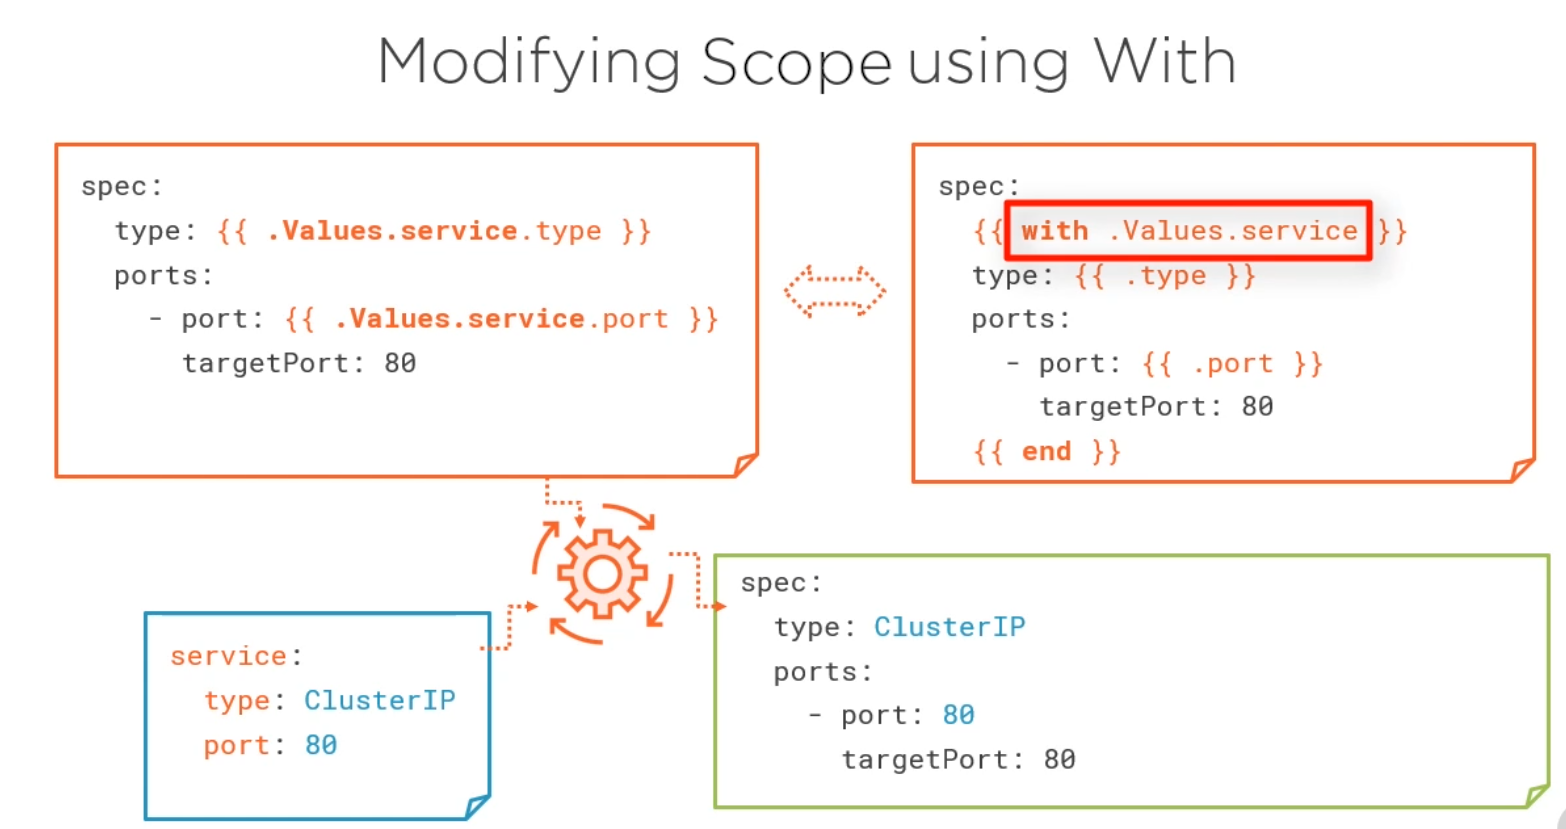 Modifying Scope using With
spec:
  type: {{ .Values.service.type }}
  ports:
    - port: {{ .Values.service.port }}
      targetPort: 80
spec:
  {{ with .Values.service }}
  type: {{ .type }}
  ports:
    - port: {{ .port }}
      targetPort: 80
  {{ end }}
service:
  type: ClusterIP
  port: 80
spec:
  type: ClusterIP
  ports:
    - port: 80
      targetPort: 80